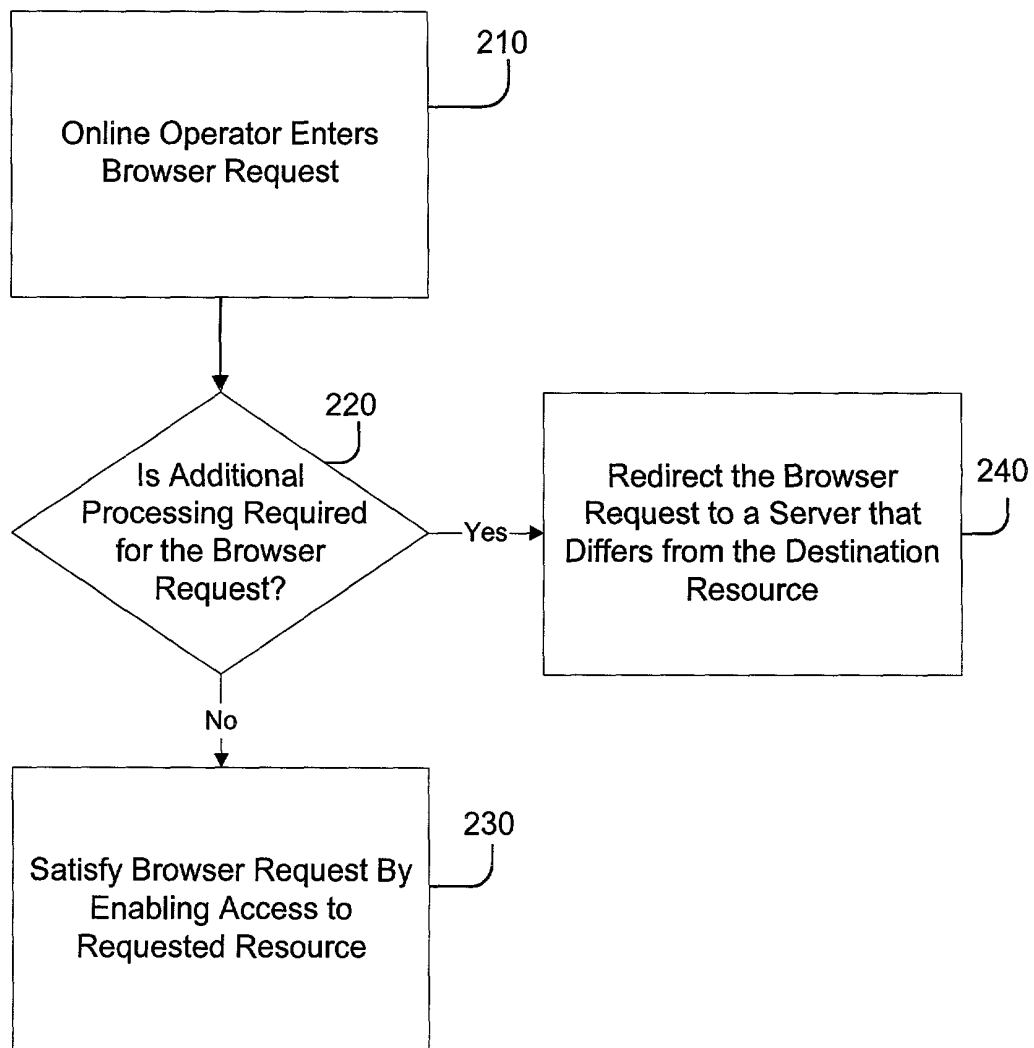 210
Online Operator Enters
Browser Request
220
Is Additional
Processing Required
for the Browser
Request?
Yes
Redirect the Browser
Request to a Server that
Differs from the Destination
Resource
240
No
230
Satisfy Browser Request By
Enabling Access to
Requested Resource